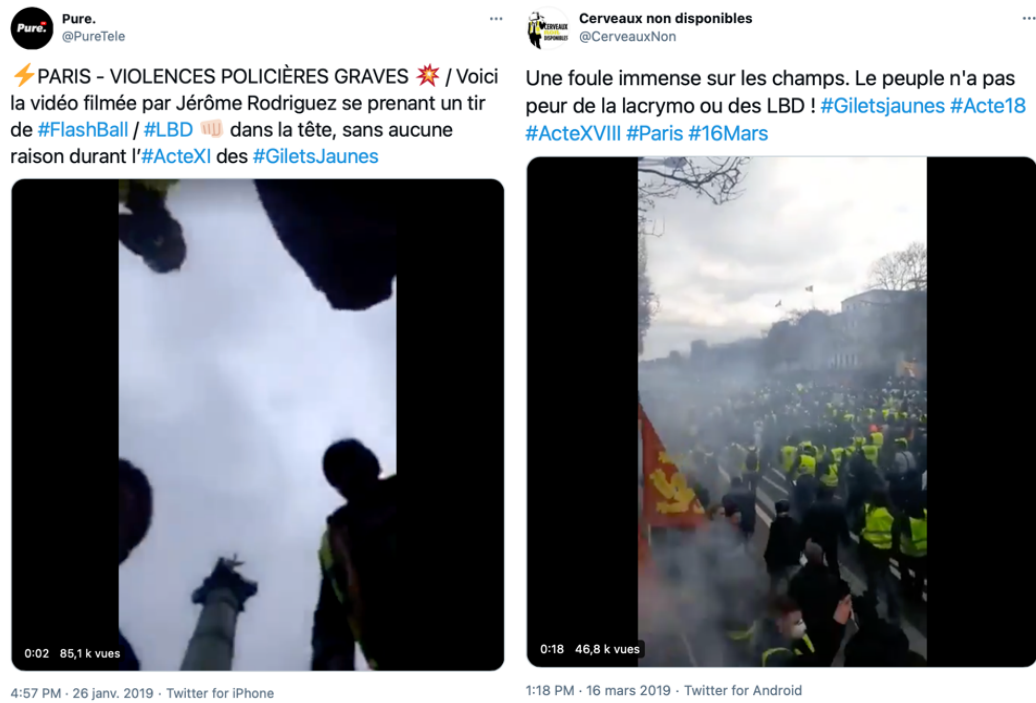 Pure.
@PureTele
⚡PARIS - VIOLENCES POLICIÈRES GRAVES 💥 / Voici
la vidéo filmée par Jérôme Rodriguez se prenant un tir
de #FlashBall / #LBD 👊🏻 dans la tête, sans aucune
raison durant l'#ActeXI des #GiletsJaunes
0:02 85,1 k vues
4:57 PM · 26 janv. 2019 · Twitter for iPhone
Cerveaux non disponibles
@CerveauxNon
Une foule immense sur les champs. Le peuple n'a pas
peur de la lacrymo ou des LBD ! #Giletsjaunes #Acte18
#ActeXVIII #Paris #16Mars
0:18 46,8 k vues
1:18 PM · 16 mars 2019 · Twitter for Android